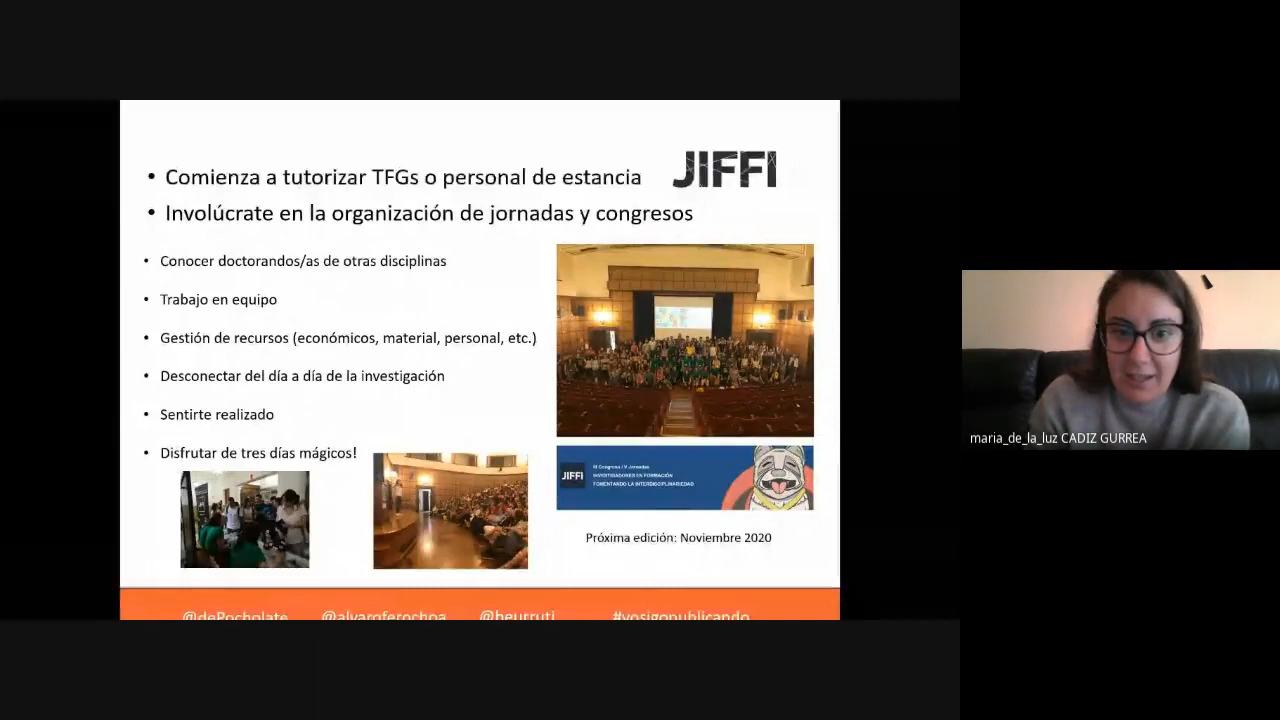 • Comienza a tutorizar TFGs o personal de estancia
JIFFI
• Involúcrate en la organización de jornadas y congresos
• Conocer doctorandos/as de otras disciplinas
• Trabajo en equipo
• Gestión de recursos (económicos, material, personal, etc.)
• Desconectar del día a día de la investigación
• Sentirte realizado
• Disfrutar de tres días mágicos!
JIFFI
III Congreso / V Jornadas
INVESTIGADORES EN FORMACIÓN
FOMENTANDO LA INTERDISCIPLINARIEDAD
Próxima edición: Noviembre 2020
@dePocholate @alvaroferochoa @beurruti #yosigopublicando
maria_de_la_luz CADIZ GURREA